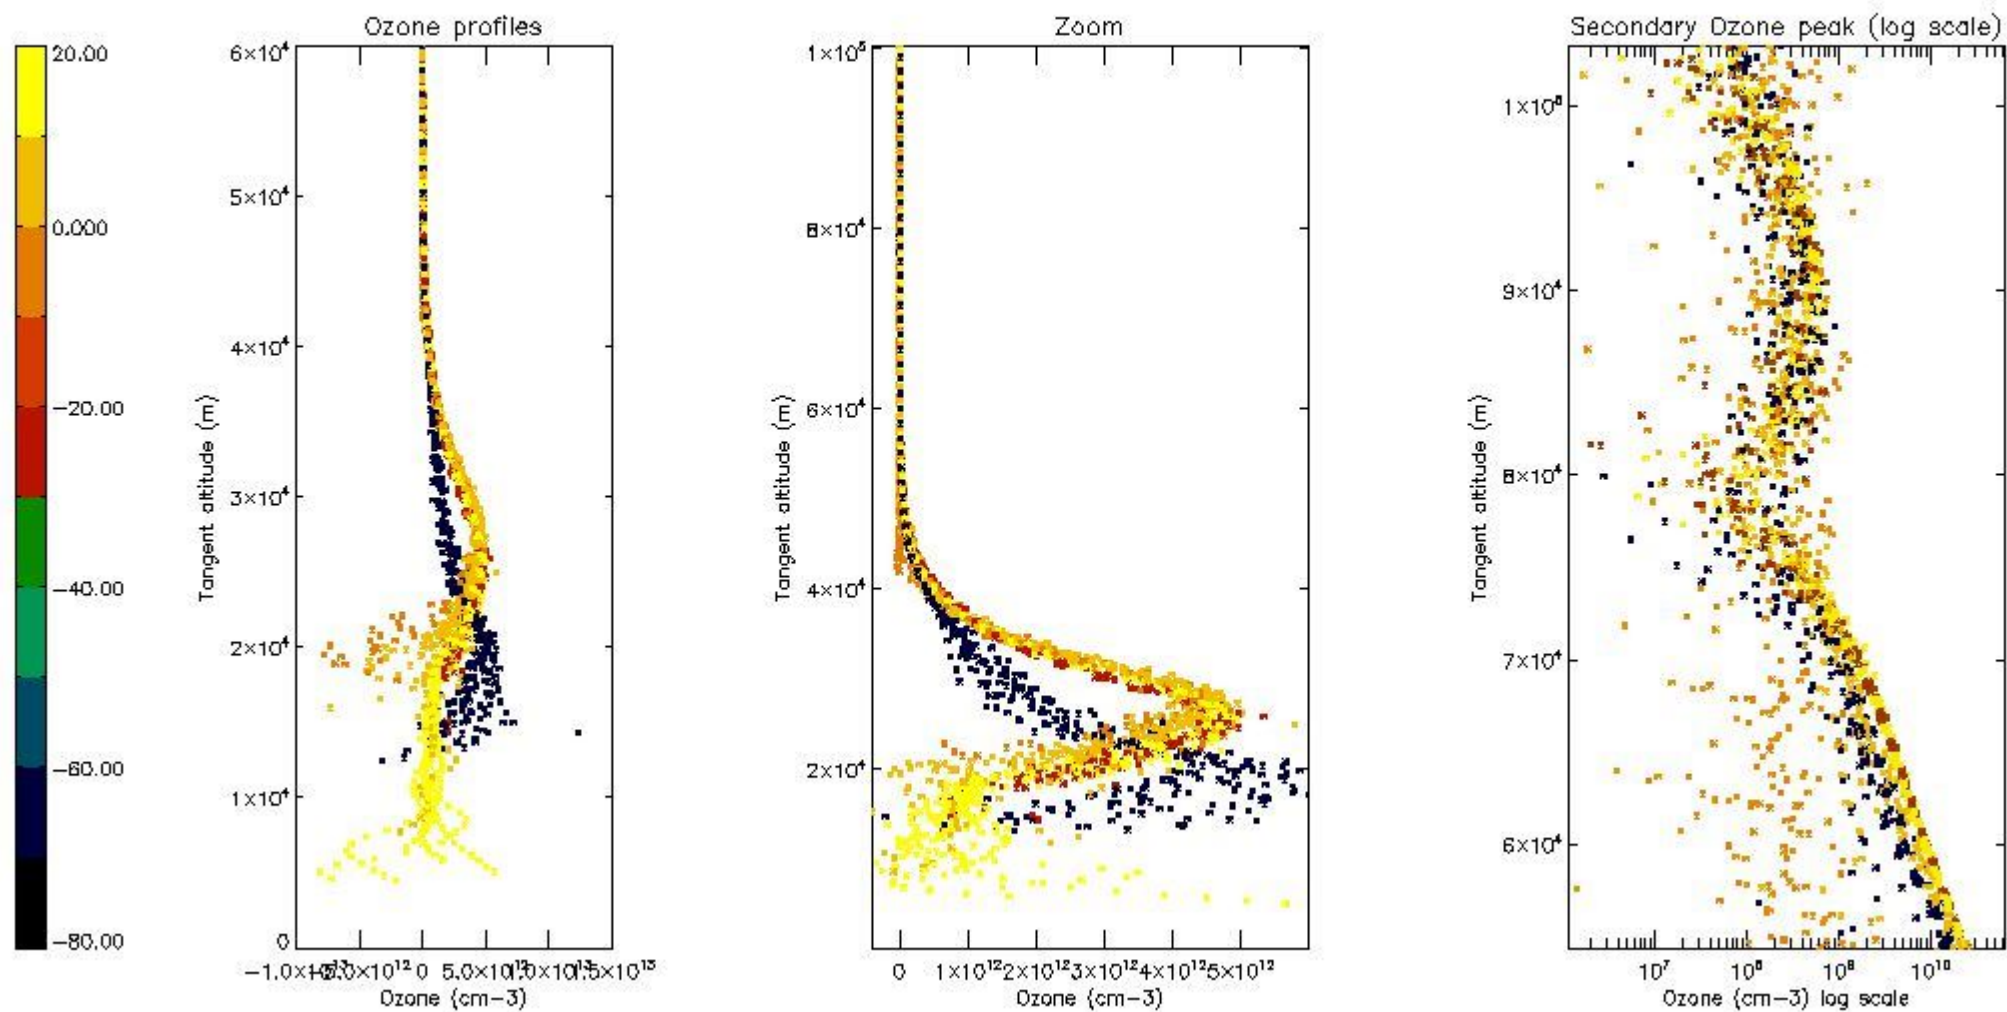 Ozone profiles
Zoom
Secondary Ozone peak (log scale)
20.00
0.000
−20.00
−40.00
−60.00
−80.00
6×10⁴
5×10⁴
4×10⁴
3×10⁴
2×10⁴
1×10⁴
0
Tangent altitude (m)
0
5.0×10¹²
1.5×10¹³
Ozone (cm−3)
1×10⁵
8×10⁴
6×10⁴
4×10⁴
2×10⁴
Tangent altitude (m)
0 1×10¹² 2×10¹² 3×10¹² 4×10¹² 5×10¹²
Ozone (cm−3)
9×10⁴
8×10⁴
7×10⁴
6×10⁴
Tangent altitude (m)
10⁷ 10⁸ 10⁹ 10¹⁰
Ozone (cm−3) log scale